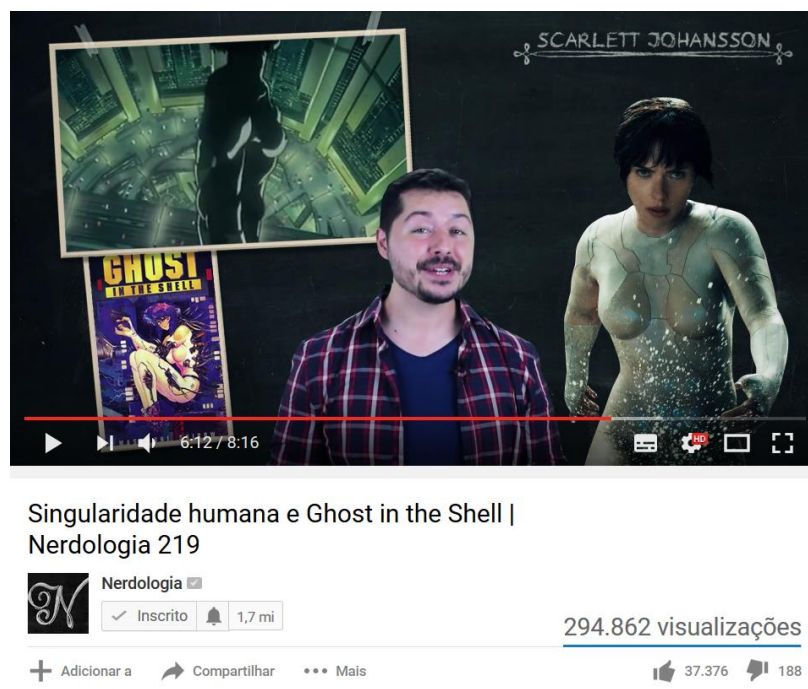 SCARLETT JOHANSSON
GHOST
IN THE SHELL
6:12 / 8:16
HD
Singularidade humana e Ghost in the Shell |
Nerdologia 219
N
Nerdologia
Inscrito
1,7 mi
294.862 visualizações
Adicionar a
Compartilhar
Mais
37.376
188